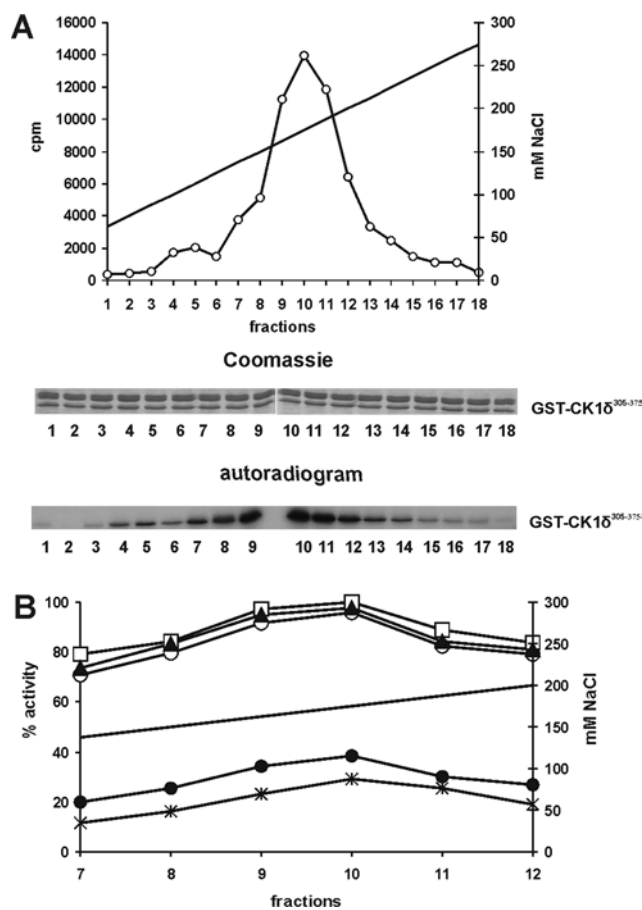 A
16000
14000
12000
10000
8000
6000
4000
2000
0
cpm
300
250
200
150
100
50
0
mM NaCl
1 2 3 4 5 6 7 8 9 10 11 12 13 14 15 16 17 18
fractions
Coomassie
GST-CK1δ³⁰⁵⁻³⁷⁵
1 2 3 4 5 6 7 8 9 10 11 12 13 14 15 16 17 18
autoradiogram
GST-CK1δ³⁰⁵⁻³⁷⁵
1 2 3 4 5 6 7 8 9 10 11 12 13 14 15 16 17 18
B
100
80
60
40
20
0
% activity
300
250
200
150
100
50
0
mM NaCl
7 8 9 10 11 12
fractions